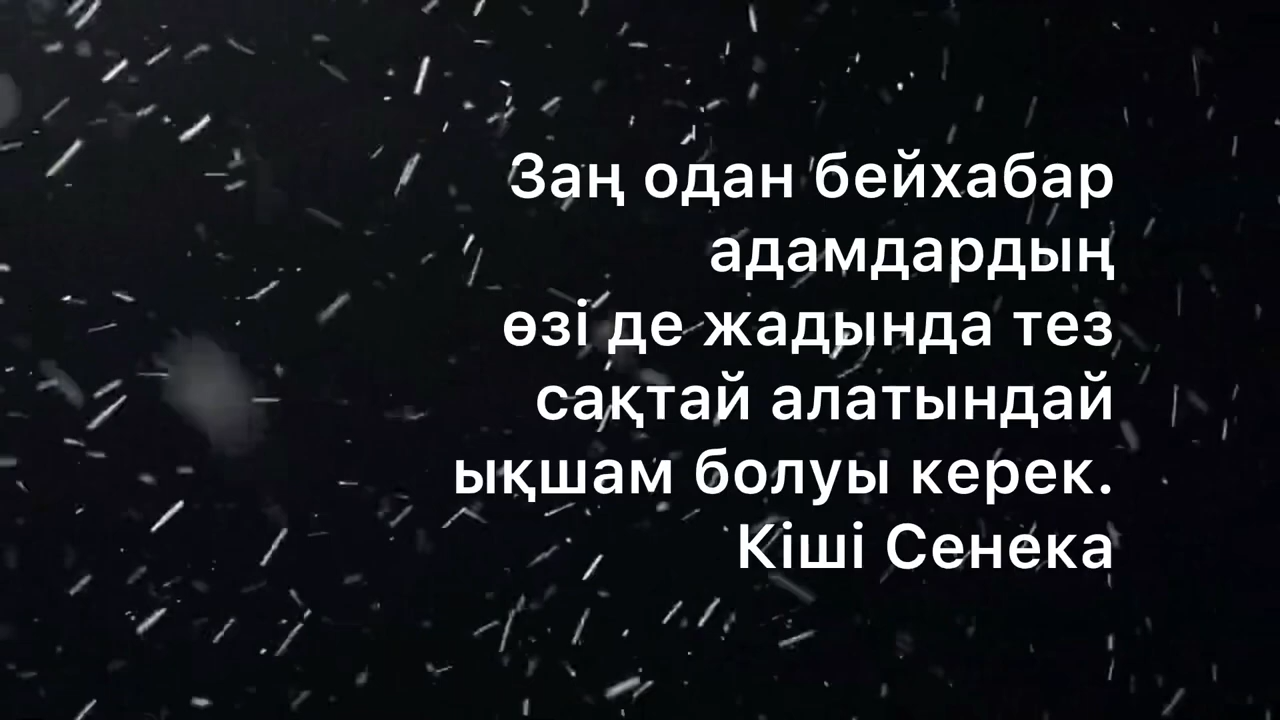 Заң одан бейхабар
адамдардың
өзі де жадында тез
сақтай алатындай
ықшам болуы керек.
Кіші Сенека